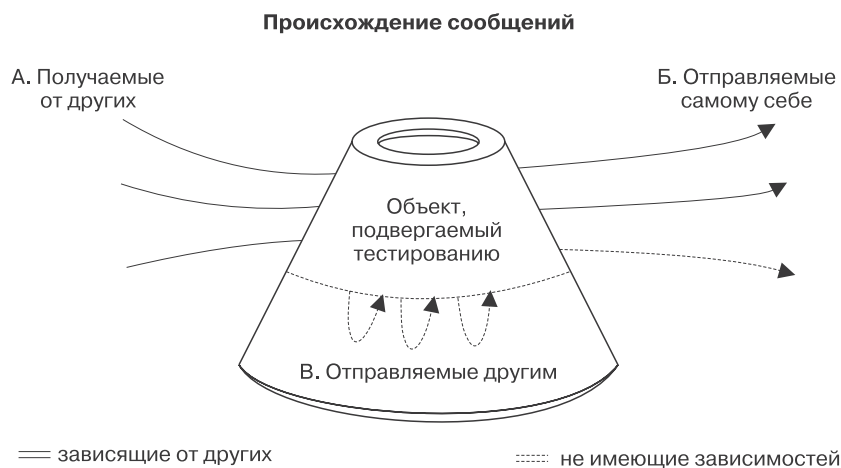 Происхождение сообщений
А. Получаемые
от других
Б. Отправляемые
самому себе
Объект,
подвергаемый
тестированию
В. Отправляемые другим
зависящие от других
не имеющие зависимостей